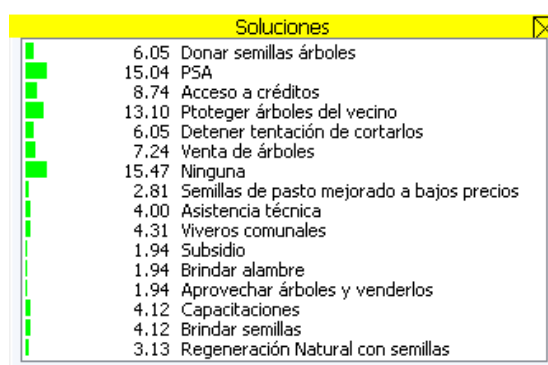 Soluciones
6.05 Donar semillas árboles
15.04 PSA
8.74 Acceso a créditos
13.10 Ptoteger árboles del vecino
6.05 Detener tentación de cortarlos
7.24 Venta de árboles
15.47 Ninguna
2.81 Semillas de pasto mejorado a bajos precios
4.00 Asistencia técnica
4.31 Viveros comunales
1.94 Subsidio
1.94 Brindar alambre
1.94 Aprovechar árboles y venderlos
4.12 Capacitaciones
4.12 Brindar semillas
3.13 Regeneración Natural con semillas